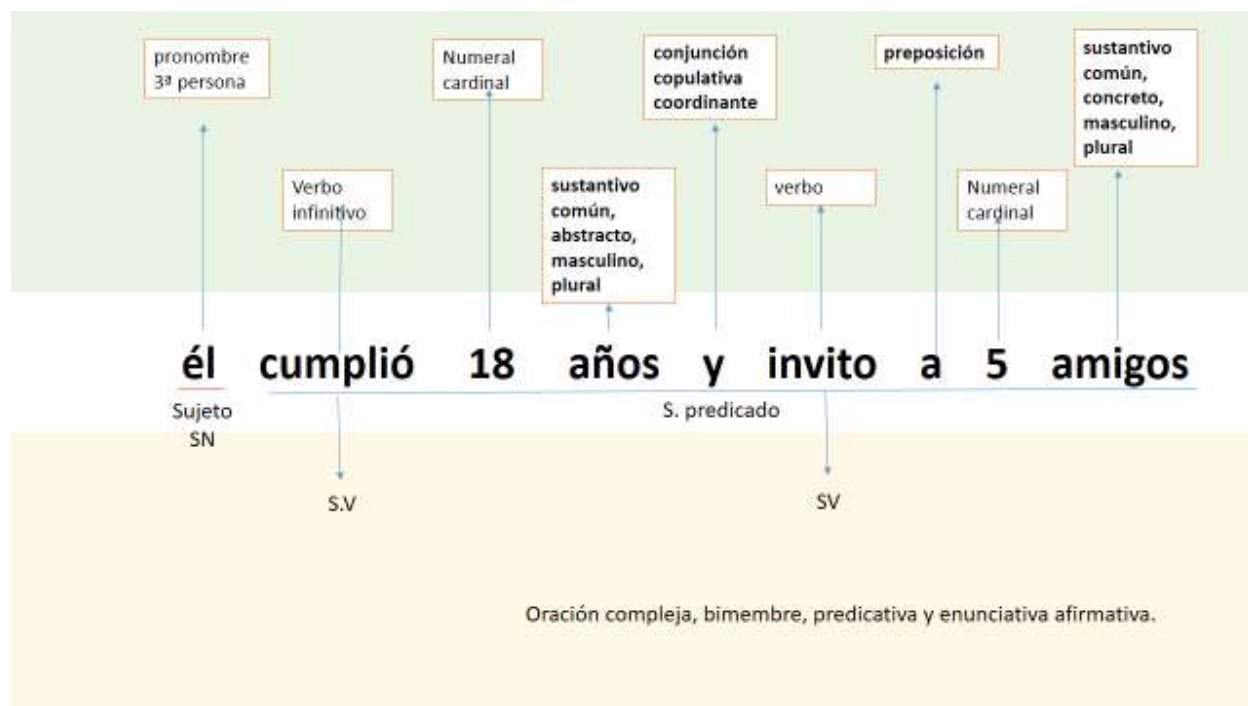 pronombre
3ª persona
Numeral
cardinal
conjunción
copulativa
coordinante
preposición
sustantivo
común,
concreto,
masculino,
plural
Verbo
infinitivo
sustantivo
común,
abstracto,
masculino,
plural
verbo
Numeral
cardinal
él cumplió 18 años y invito a 5 amigos
Sujeto
SN
S. predicado
S.V
SV
Oración compleja, bimembre, predicativa y enunciativa afirmativa.